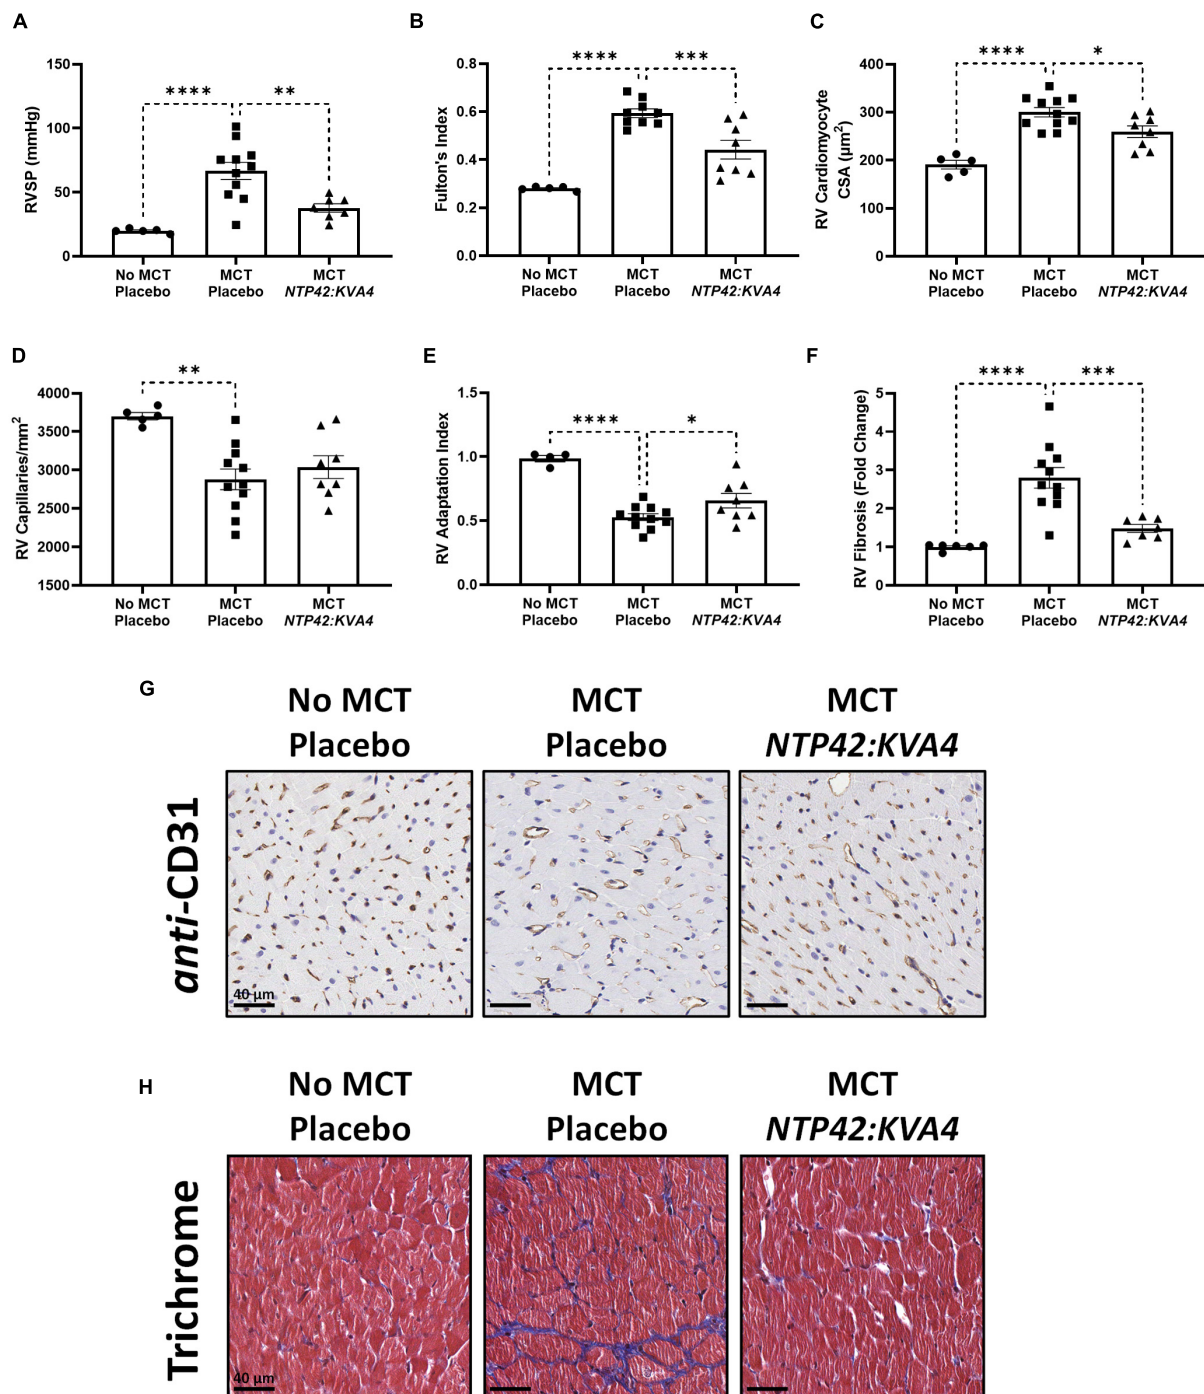 A
B
C
150
100
50
0
RVSP (mmHg)
****
**
No MCT
Placebo
MCT
Placebo
MCT
NTP42:KVA4
0.8
0.6
0.4
0.2
0.0
Fulton's Index
****
***
No MCT
Placebo
MCT
Placebo
MCT
NTP42:KVA4
400
300
200
100
0
RV Cardiomyocyte
CSA (µm²)
****
*
No MCT
Placebo
MCT
Placebo
MCT
NTP42:KVA4
D
E
F
4000
3500
3000
2500
2000
1500
RV Capillaries/mm²
**
No MCT
Placebo
MCT
Placebo
MCT
NTP42:KVA4
1.5
1.0
0.5
0.0
RV Adaptation Index
****
*
No MCT
Placebo
MCT
Placebo
MCT
NTP42:KVA4
5
4
3
2
1
0
RV Fibrosis (Fold Change)
****
***
No MCT
Placebo
MCT
Placebo
MCT
NTP42:KVA4
G
No MCT
Placebo
MCT
Placebo
MCT
NTP42:KVA4
anti-CD31
40 µm
H
No MCT
Placebo
MCT
Placebo
MCT
NTP42:KVA4
Trichrome
40 µm